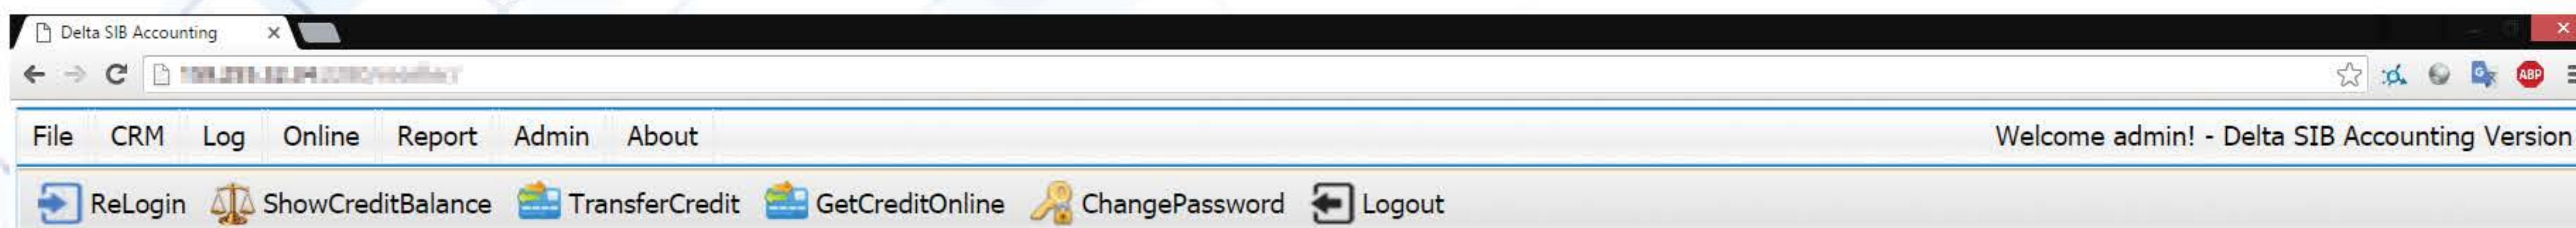 Delta SIB Accounting
ABP
File CRM Log Online Report Admin About Welcome admin! - Delta SIB Accounting Version
ReLogin ShowCreditBalance TransferCredit GetCreditOnline ChangePassword Logout